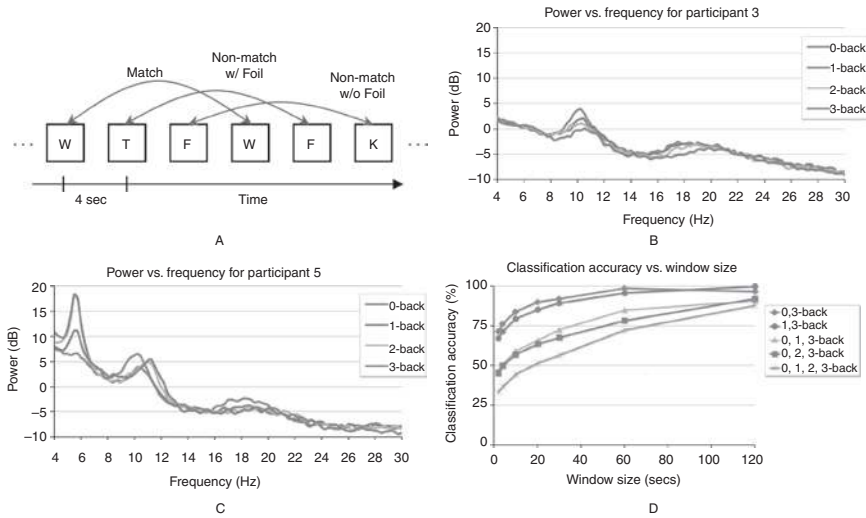 Match
Non-match
w/ Foil
Non-match
w/o Foil
... W T F W F K ...
4 sec
Time
A
Power vs. frequency for participant 3
Power (dB)
20
15
10
5
0
−5
−10
4 6 8 10 12 14 16 18 20 22 24 26 28 30
Frequency (Hz)
0-back
1-back
2-back
3-back
B
Power vs. frequency for participant 5
Power (dB)
20
15
10
5
0
−5
−10
4 6 8 10 12 14 16 18 20 22 24 26 28 30
Frequency (Hz)
0-back
1-back
2-back
3-back
C
Classification accuracy vs. window size
Classification accuracy (%)
100
75
50
25
0
0 20 40 60 80 100 120
Window size (secs)
0,3-back
1,3-back
0, 1, 3-back
0, 2, 3-back
0, 1, 2, 3-back
D